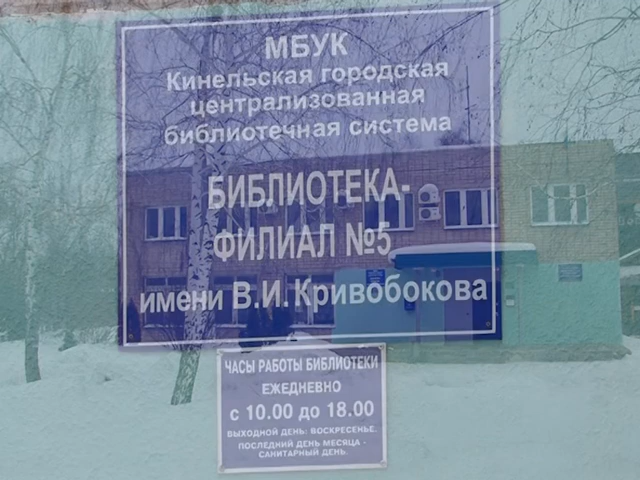 МБУК
Кинельская городская
централизованная
библиотечная система
БИБЛИОТЕКА-
ФИЛИАЛ №5
имени В.И.Кривобокова
ЧАСЫ РАБОТЫ БИБЛИОТЕКИ
ЕЖЕДНЕВНО
с 10.00 до 18.00
ВЫХОДНОЙ ДЕНЬ: ВОСКРЕСЕНЬЕ.
ПОСЛЕДНИЙ ДЕНЬ МЕСЯЦА -
САНИТАРНЫЙ ДЕНЬ.